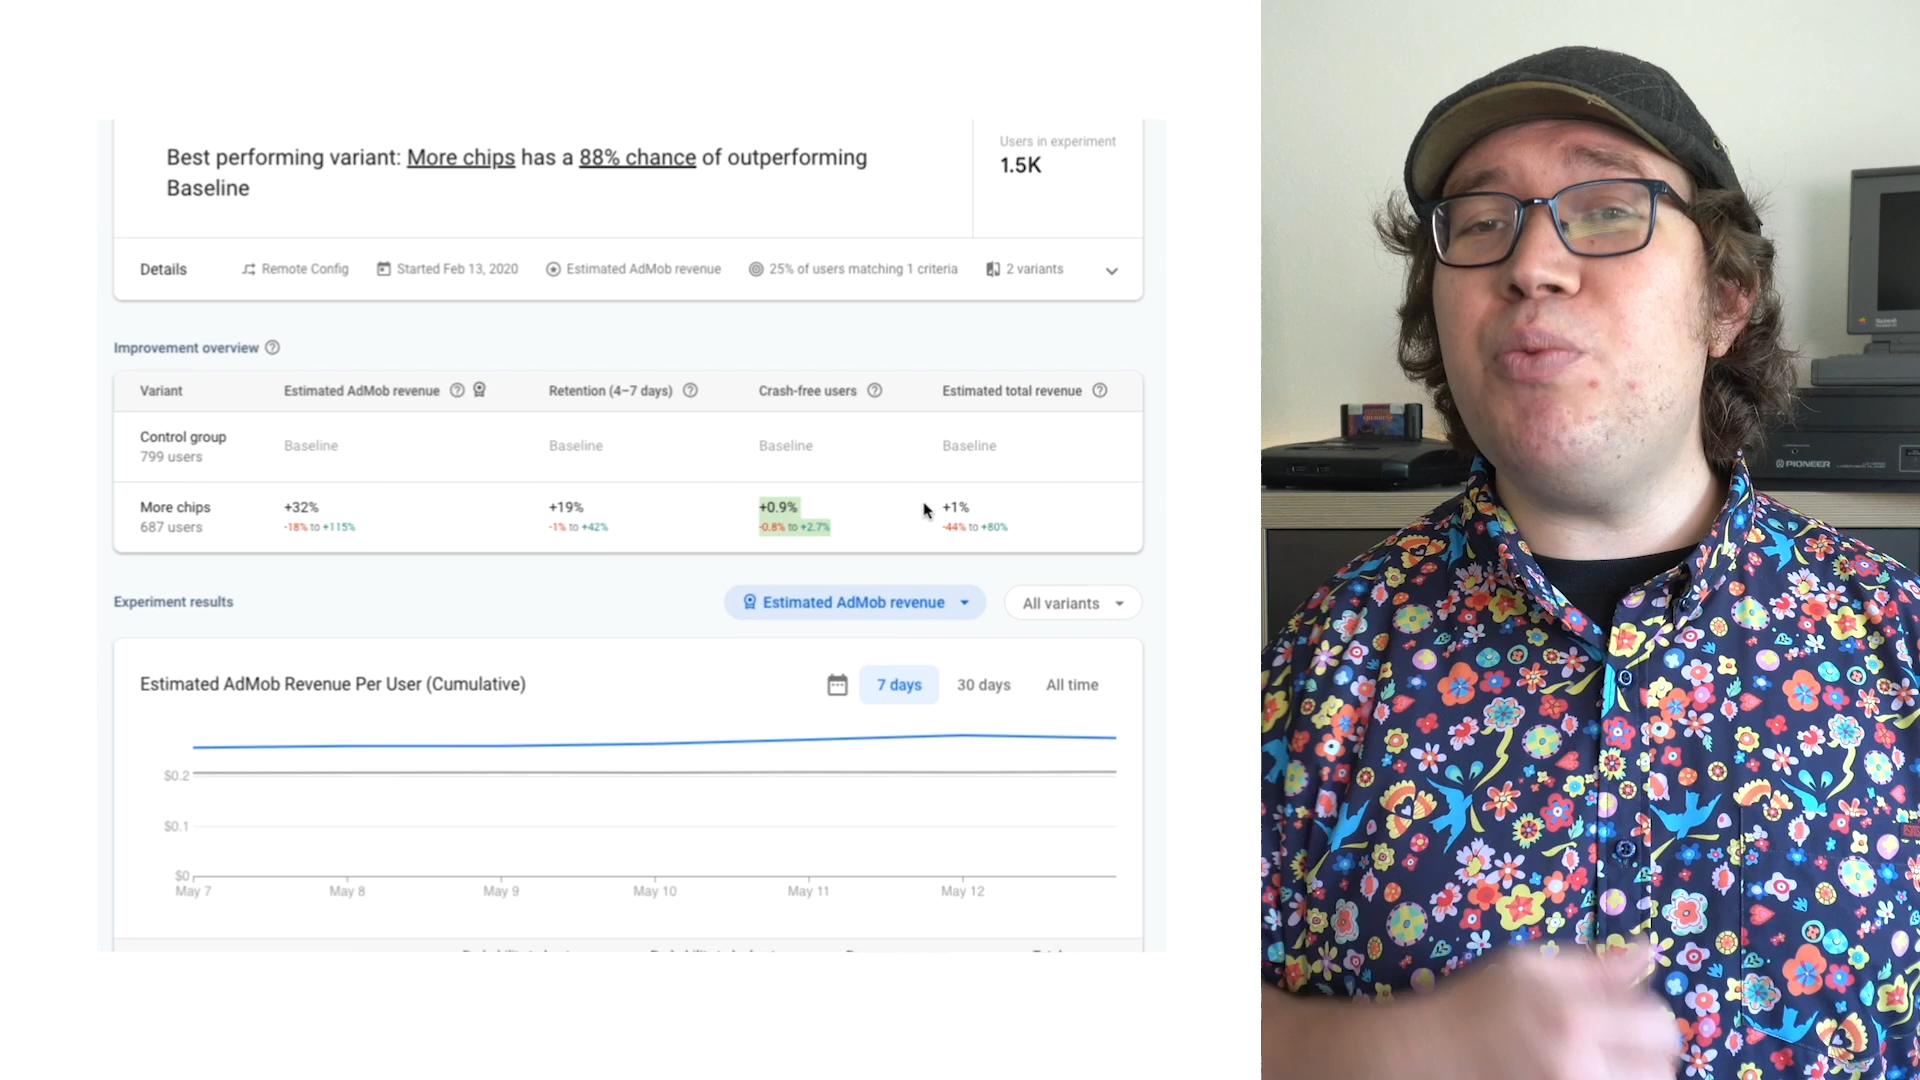 Best performing variant: More chips has a 88% chance of outperforming
Baseline
Users in experiment
1.5K
Details
Remote Config
Started Feb 13, 2020
Estimated AdMob revenue
25% of users matching 1 criteria
2 variants
Improvement overview
Variant
Estimated AdMob revenue
Retention (4–7 days)
Crash-free users
Estimated total revenue
Control group
799 users
Baseline
Baseline
Baseline
Baseline
More chips
687 users
+32%
-18% to +115%
+19%
-1% to +42%
+0.9%
-0.8% to +2.7%
+1%
-44% to +80%
Experiment results
Estimated AdMob revenue
All variants
Estimated AdMob Revenue Per User (Cumulative)
7 days
30 days
All time
$0.2
$0.1
$0
May 7
May 8
May 9
May 10
May 11
May 12
PIONEER